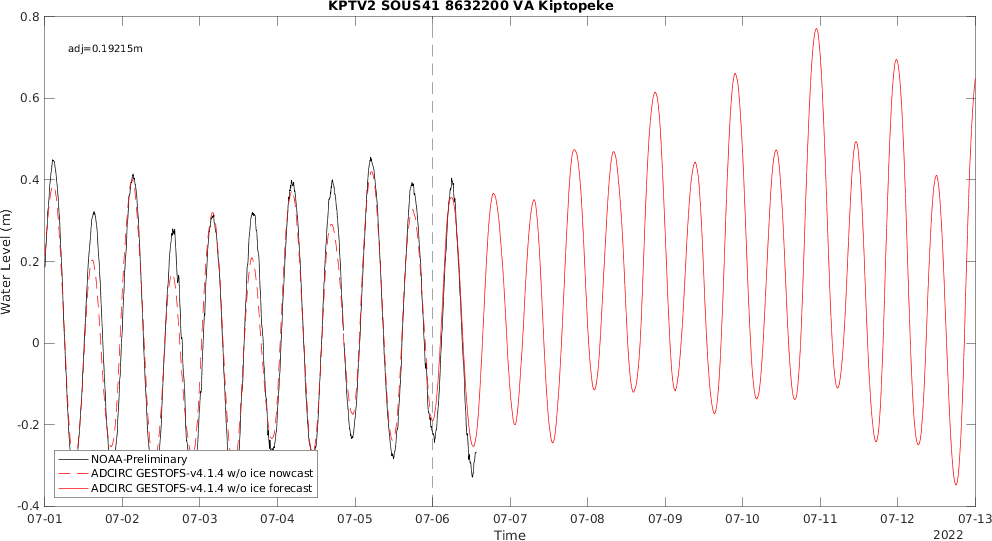 KPTV2 SOUS41 8632200 VA Kiptopeke
adj=0.19215m
0.8
0.6
0.4
0.2
0
-0.2
-0.4
Water Level (m)
NOAA-Preliminary
ADCIRC GESTOFS-v4.1.4 w/o ice nowcast
ADCIRC GESTOFS-v4.1.4 w/o ice forecast
07-01 07-02 07-03 07-04 07-05 07-06 07-07 07-08 07-09 07-10 07-11 07-12 07-13
Time
2022